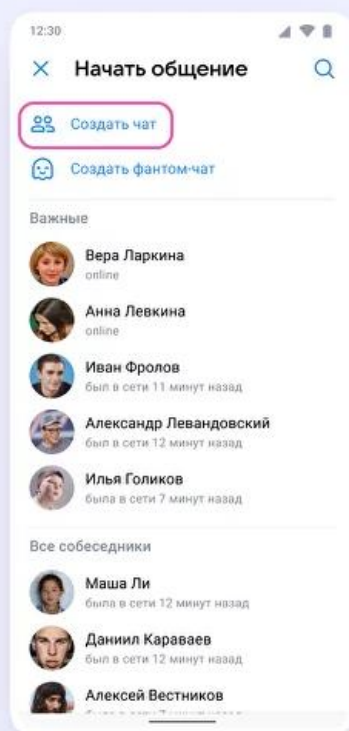 12:30
Начать общение
Создать чат
Создать фантом-чат
Важные
Вера Ларкина
online
Анна Левкина
online
Иван Фролов
был в сети 11 минут назад
Александр Левандовский
был в сети 12 минут назад
Илья Голиков
была в сети 7 минут назад
Все собеседники
Маша Ли
была в сети 12 минут назад
Даниил Караваев
был в сети 12 минут назад
Алексей Вестников